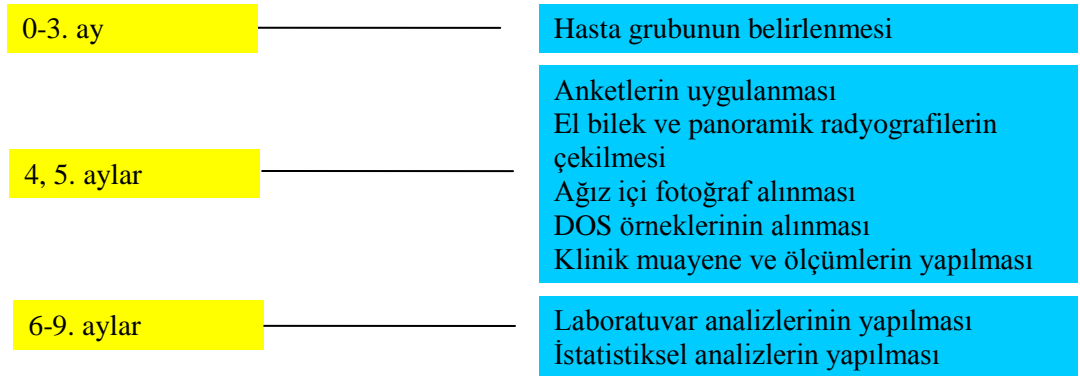 0-3. ay
Hasta grubunun belirlenmesi
4, 5. aylar
Anketlerin uygulanması
El bilek ve panoramik radyografilerin
çekilmesi
Ağız içi fotoğraf alınması
DOS örneklerinin alınması
Klinik muayene ve ölçümlerin yapılması
6-9. aylar
Laboratuvar analizlerinin yapılması
İstatistiksel analizlerin yapılması